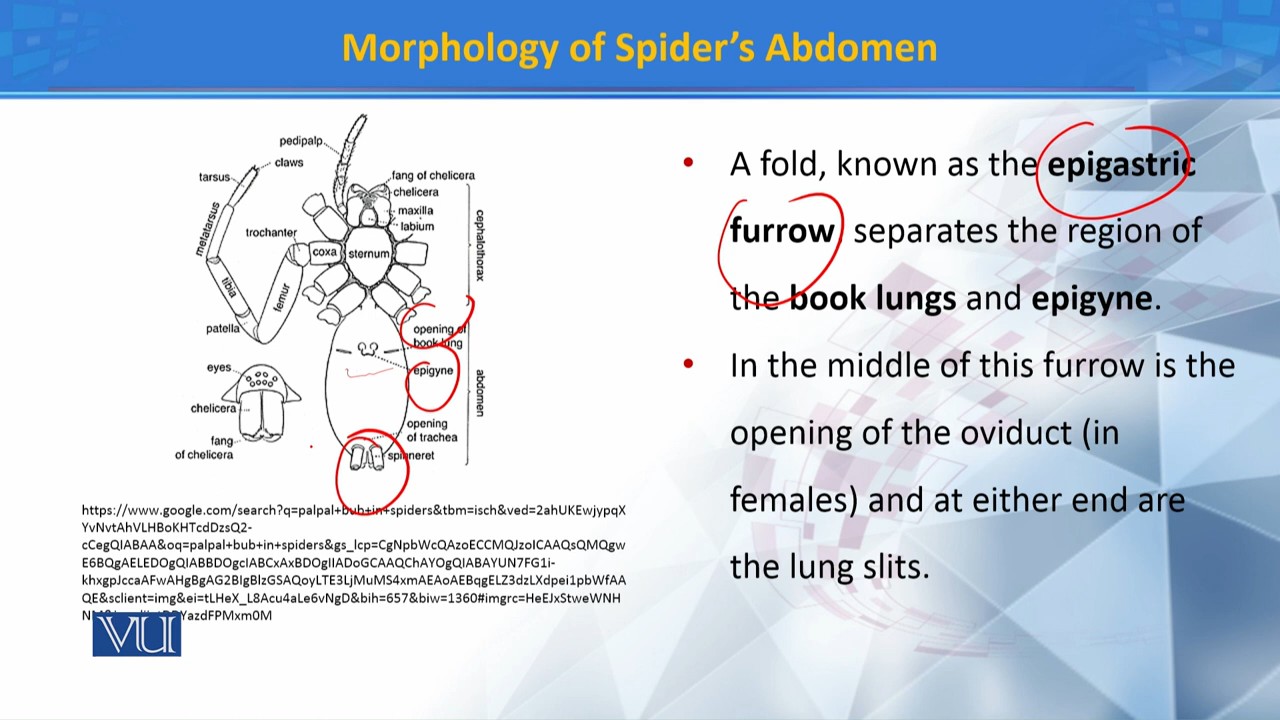 Morphology of Spider's Abdomen
pedipalp
claws
tarsus
fang of chelicera
chelicera
maxilla
labium
metatarsus
trochanter
coxa
sternum
cephalothorax
tibia
femur
patella
opening of
book lung
eyes
epigyne
abdomen
chelicera
opening
of trachea
fang
of chelicera
spinneret
https://www.google.com/search?q=palpal+bub+in+spiders&tbm=isch&ved=2ahUKEwjypqX
YvNvtAhVLHBoKHTcdDzsQ2-
cCegQIABAA&oq=palpal+bub+in+spiders&gs_lcp=CgNpbWcQAzoECCMQJzoICAAQsQMQgw
E6BQgAELEDOgQIABBDOgcIABCxAxBDOgIIADoGCAAQChAYOgQIABAYUN7FG1i-
khxgpJccaAFwAHgBgAG2BIgBlzGSAQoyLTE3LjMuMS4xmAEAoAEBqgELZ3dzLXdpei1pbWfAA
QE&sclient=img&ei=tLHeX_L8Acu4aLe6vNgD&bih=657&biw=1360#imgrc=HeEJxStweWNH
YazdFPMxm0M
VU
• A fold, known as the epigastric
furrow, separates the region of
the book lungs and epigyne.
• In the middle of this furrow is the
opening of the oviduct (in
females) and at either end are
the lung slits.